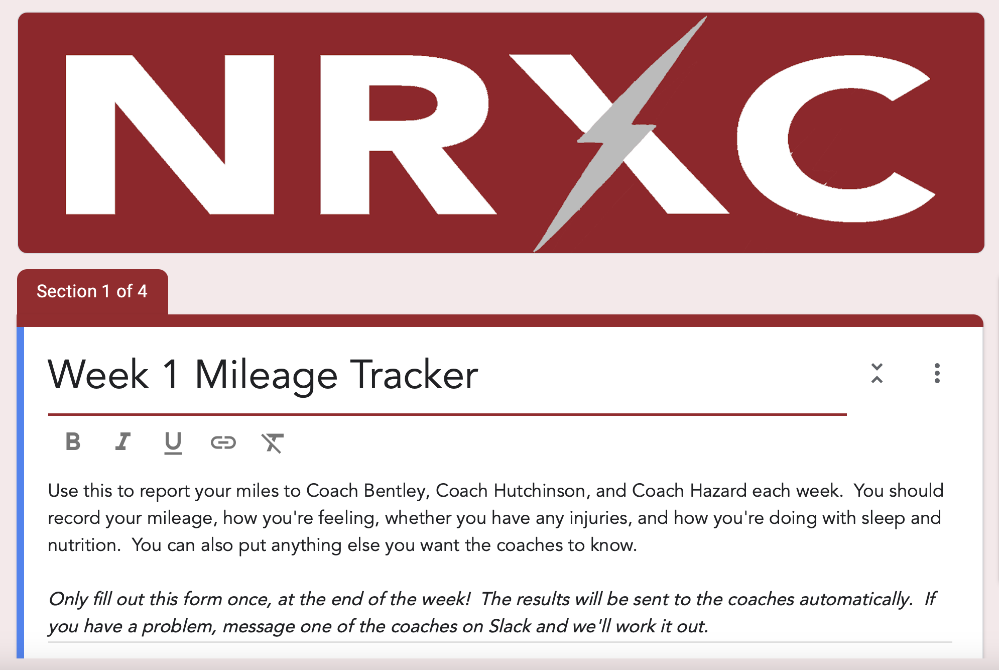 NRXC
Section 1 of 4
Week 1 Mileage Tracker
B I U
Use this to report your miles to Coach Bentley, Coach Hutchinson, and Coach Hazard each week.  You should
record your mileage, how you're feeling, whether you have any injuries, and how you're doing with sleep and
nutrition.  You can also put anything else you want the coaches to know.
Only fill out this form once, at the end of the week!  The results will be sent to the coaches automatically.  If
you have a problem, message one of the coaches on Slack and we'll work it out.